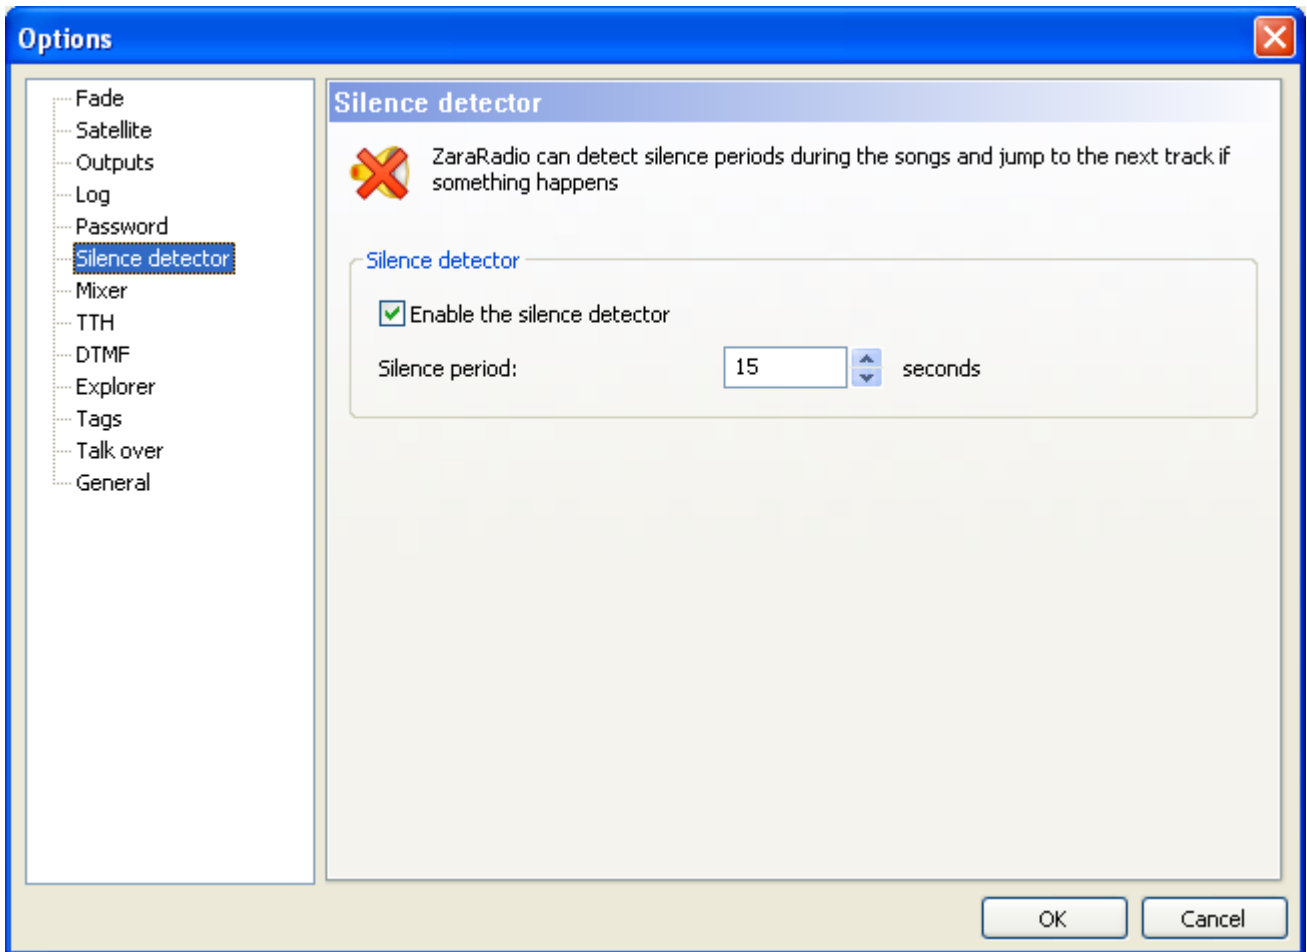 Options
Fade
Satellite
Outputs
Log
Password
Silence detector
Mixer
TTH
DTMF
Explorer
Tags
Talk over
General
Silence detector
ZaraRadio can detect silence periods during the songs and jump to the next track if
something happens
Silence detector
Enable the silence detector
Silence period: 15 seconds
OK Cancel